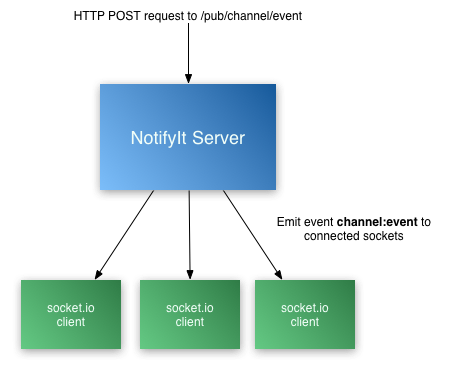 HTTP POST request to /pub/channel/event
NotifyIt Server
Emit event channel:event to
connected sockets
socket.io
client
socket.io
client
socket.io
client